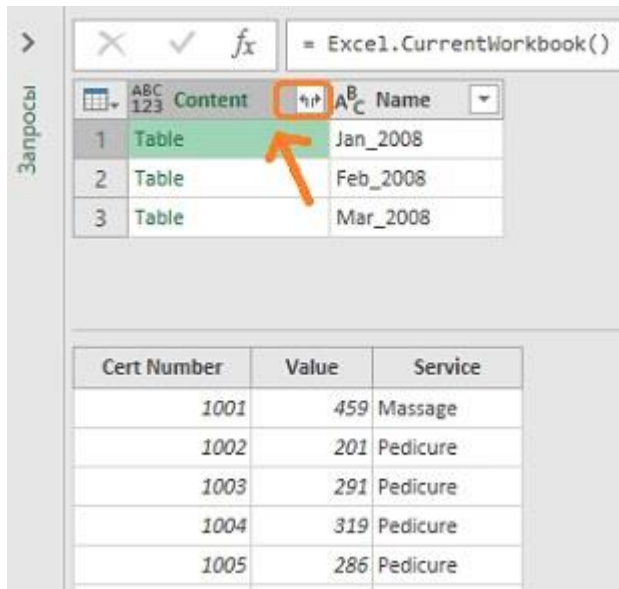 Запросы
fx = Excel.CurrentWorkbook()
ABC 123 Content ABC Name
1 Table Jan_2008
2 Table Feb_2008
3 Table Mar_2008
Cert Number Value Service
1001 459 Massage
1002 201 Pedicure
1003 291 Pedicure
1004 319 Pedicure
1005 286 Pedicure